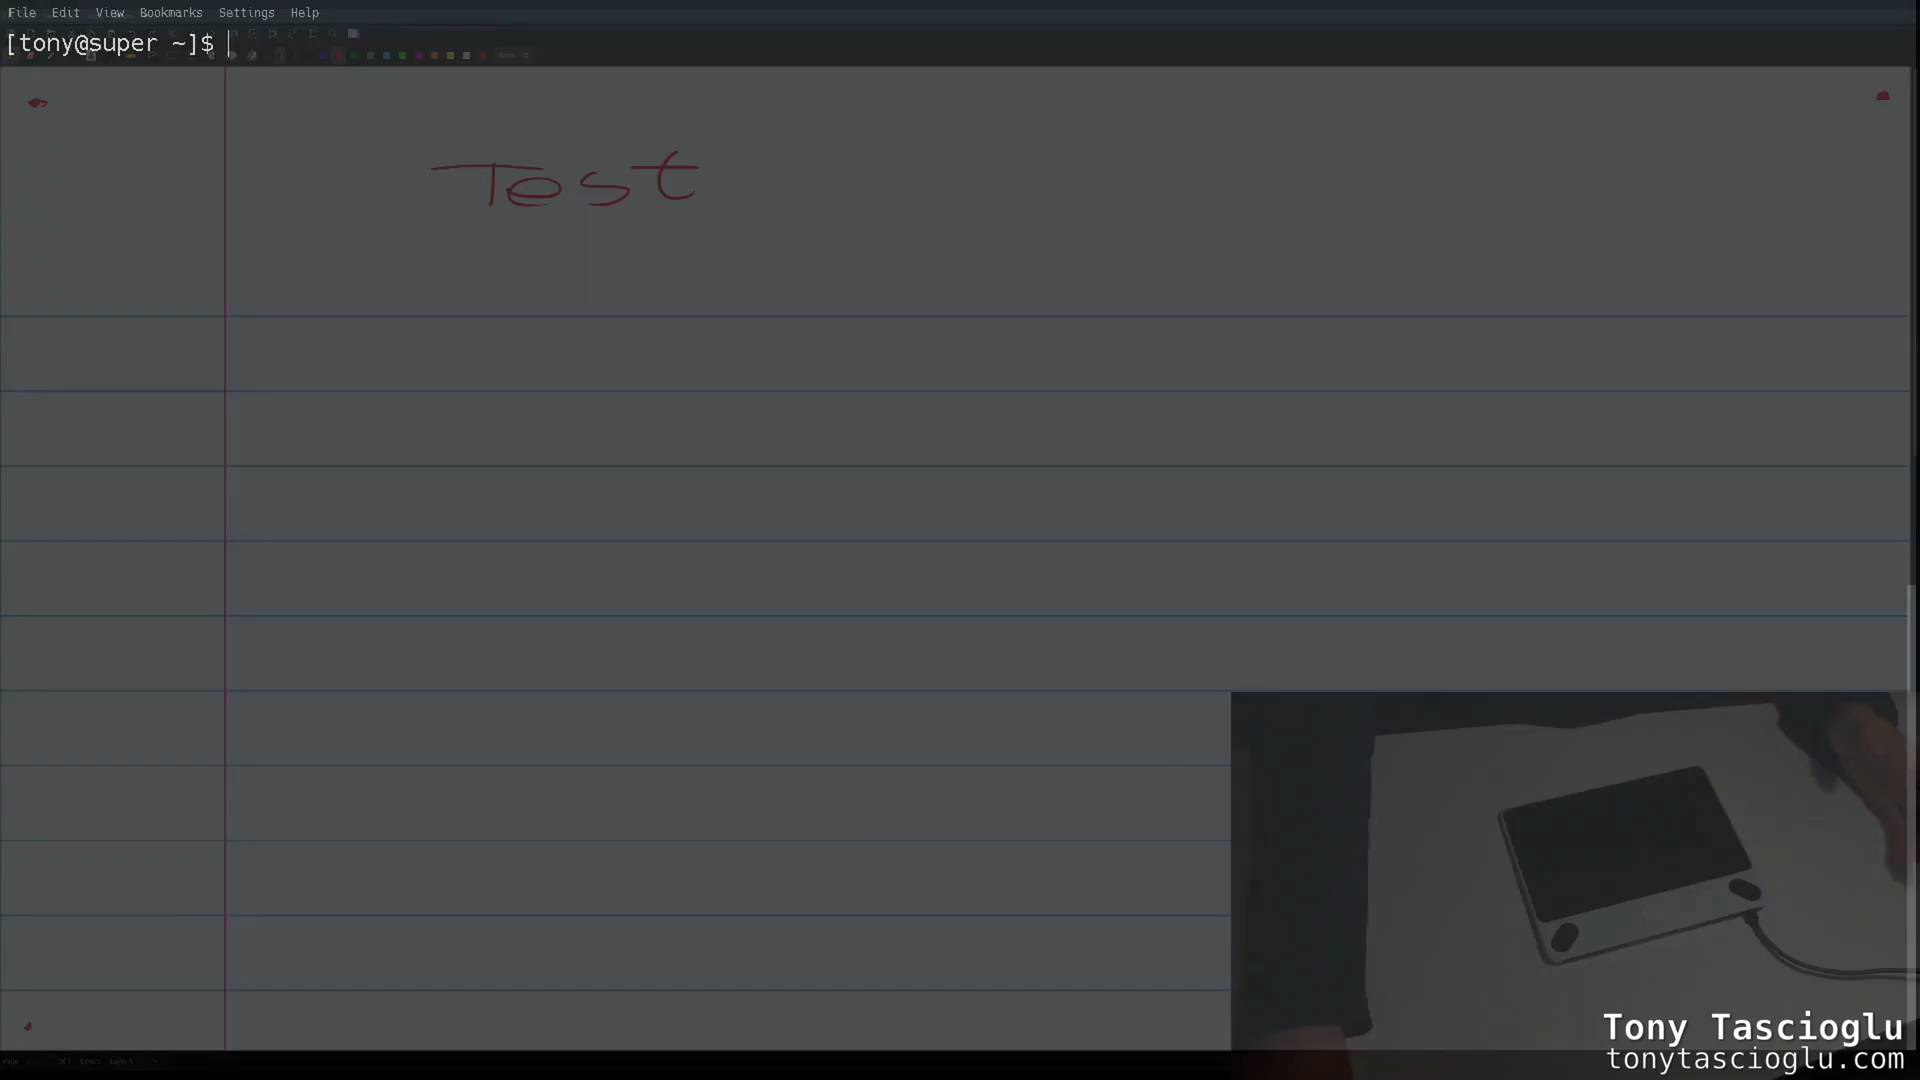 File Edit View Bookmarks Settings Help
[tony@super ~]$
Test
Tony Tascioglu
tonytascioglu.com